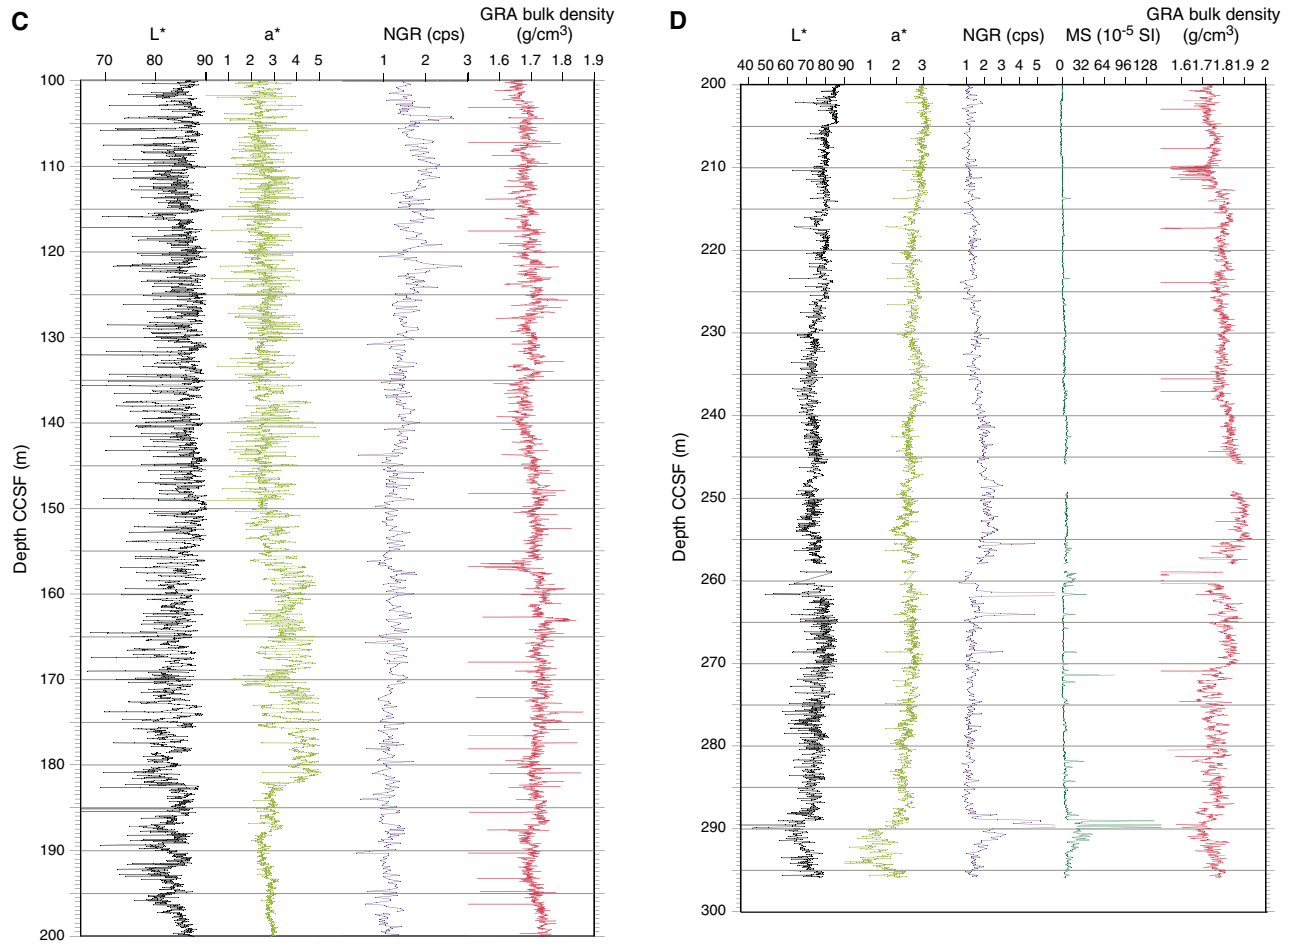 C
L*
a*
NGR (cps)
GRA bulk density
(g/cm³)
70 80 90 1 2 3 4 5 1 2 3 1.6 1.7 1.8 1.9
100
110
120
130
140
150
160
170
180
190
200
Depth CCSF (m)
D
L*
a*
NGR (cps)
MS (10⁻⁵ SI)
GRA bulk density
(g/cm³)
40 50 60 70 80 90 1 2 3 1 2 3 4 5 0 32 64 96 128 1.6 1.7 1.8 1.9 2
200
210
220
230
240
250
260
270
280
290
300
Depth CCSF (m)